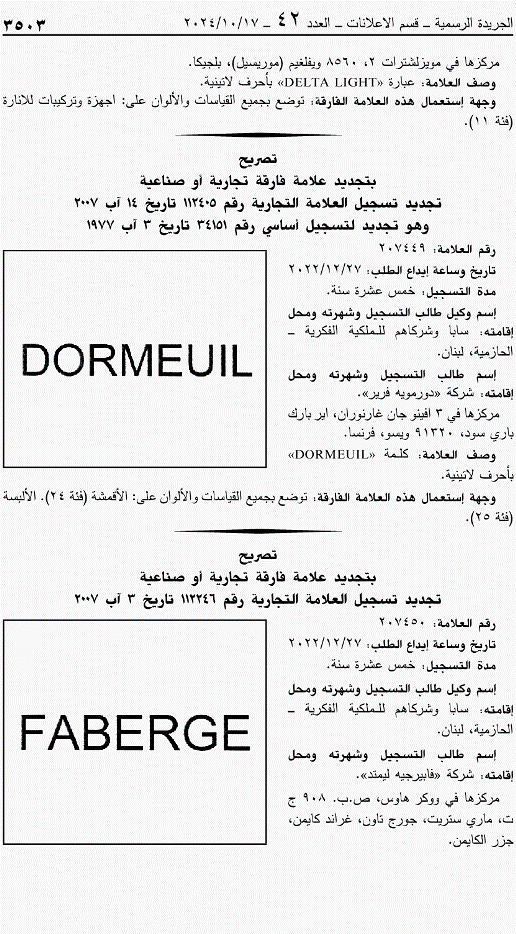 الجريدة الرسمية ــ قسم الاعلانات ــ العدد ٤٢ ــ ٢٠٢٤/١٠/١٧ ٣٥٠٣
مركزها في مويزلشترات ٢، ٨٥٦٠ ويفلغيم (موريسيل)، بلجيكا.
وصف العلامة: عبارة «DELTA LIGHT» بأحرف لاتينية.
وجهة إستعمال هذه العلامة الفارقة: توضع بجميع القياسات والألوان على: اجهزة وتركيبات للانارة
(فئة ١١).
تصريح
بتجديد علامة فارقة تجارية أو صناعية
تجديد تسجيل العلامة التجارية رقم ١١٢٤٠٥ تاريخ ١٤ آب ٢٠٠٧
وهو تجديد لتسجيل أساسي رقم ٣٤١٥١ تاريخ ٣ آب ١٩٧٧
رقم العلامة: ٢٠٧٤٤٩
تاريخ وساعة إيداع الطلب: ٢٠٢٢/١٢/٢٧
مدة التسجيل: خمس عشرة سنة.
إسم وكيل طالب التسجيل وشهرته ومحل
إقامته: سابا وشركاهم للملكية الفكرية ــ
الحازمية، لبنان.
إسم طالب التسجيل وشهرته ومحل
إقامته: شركة «دورمويه فرير».
مركزها في ٣ افينو جان غارنوران، اير بارك
باري سود، ٩١٣٢٠ ويسو، فرنسا.
وصف العلامة: كلمة «DORMEUIL»
بأحرف لاتينية.
DORMEUIL
وجهة إستعمال هذه العلامة الفارقة: توضع بجميع القياسات والألوان على: الأقمشة (فئة ٢٤). الألبسة
(فئة ٢٥).
تصريح
بتجديد علامة فارقة تجارية أو صناعية
تجديد تسجيل العلامة التجارية رقم ١١٢٢٤٦ تاريخ ٣ آب ٢٠٠٧
رقم العلامة: ٢٠٧٤٥٠
تاريخ وساعة إيداع الطلب: ٢٠٢٢/١٢/٢٧
مدة التسجيل: خمس عشرة سنة.
إسم وكيل طالب التسجيل وشهرته ومحل
إقامته: سابا وشركاهم للملكية الفكرية ــ
الحازمية، لبنان.
إسم طالب التسجيل وشهرته ومحل
إقامته: شركة «فابيرجيه ليمتد».
مركزها في ووكر هاوس، ص.ب. ٩٠٨ ج
ت، ماري ستريت، جورج تاون، غراند كايمن،
جزر الكايمن.
FABERGE